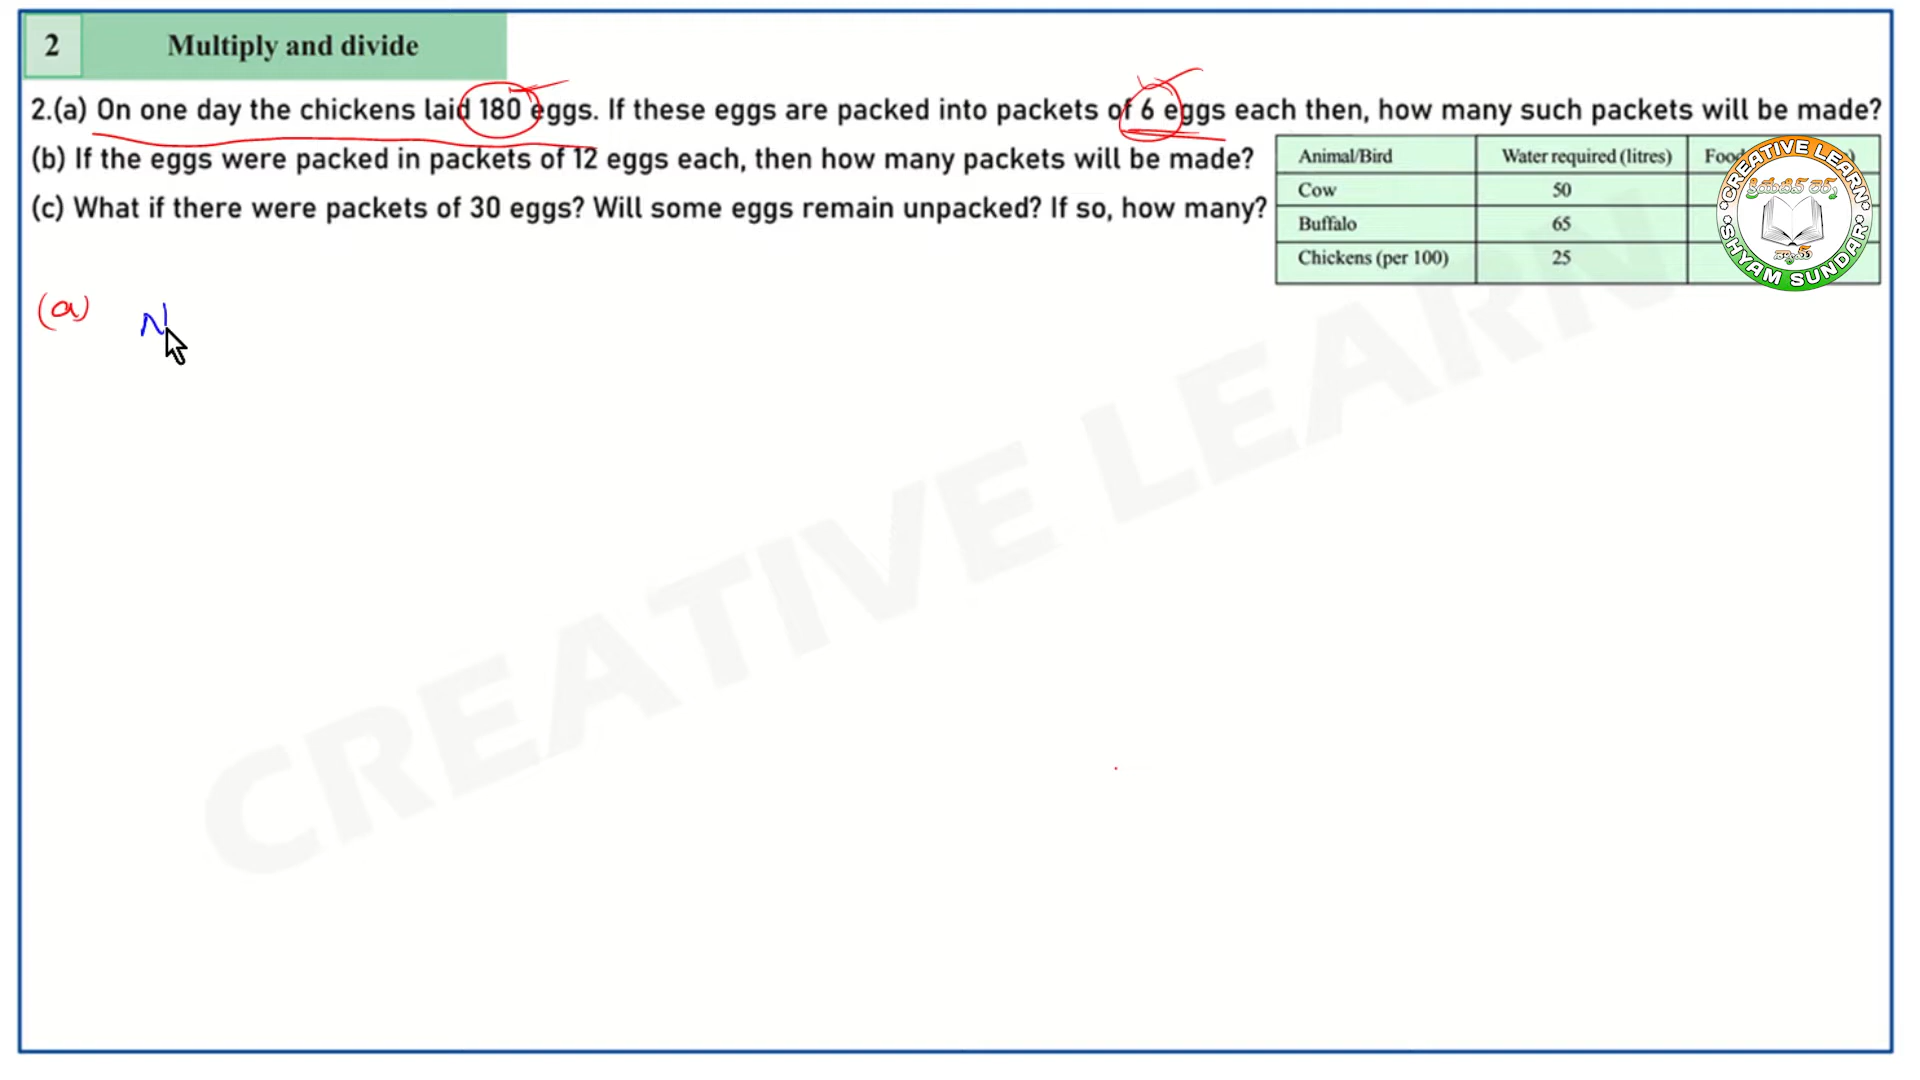 2 Multiply and divide
2.(a) On one day the chickens laid 180 eggs. If these eggs are packed into packets of 6 eggs each then, how many such packets will be made?
(b) If the eggs were packed in packets of 12 eggs each, then how many packets will be made?
(c) What if there were packets of 30 eggs? Will some eggs remain unpacked? If so, how many?
Animal/Bird Water required (litres)
Cow 50
Buffalo 65
Chickens (per 100) 25
CREATIVE LEARN
క్రియేటివ్ లెర్న్
శ్యామ్
SHYAM SUNDAR
(a) N
CREATIVE LEARN